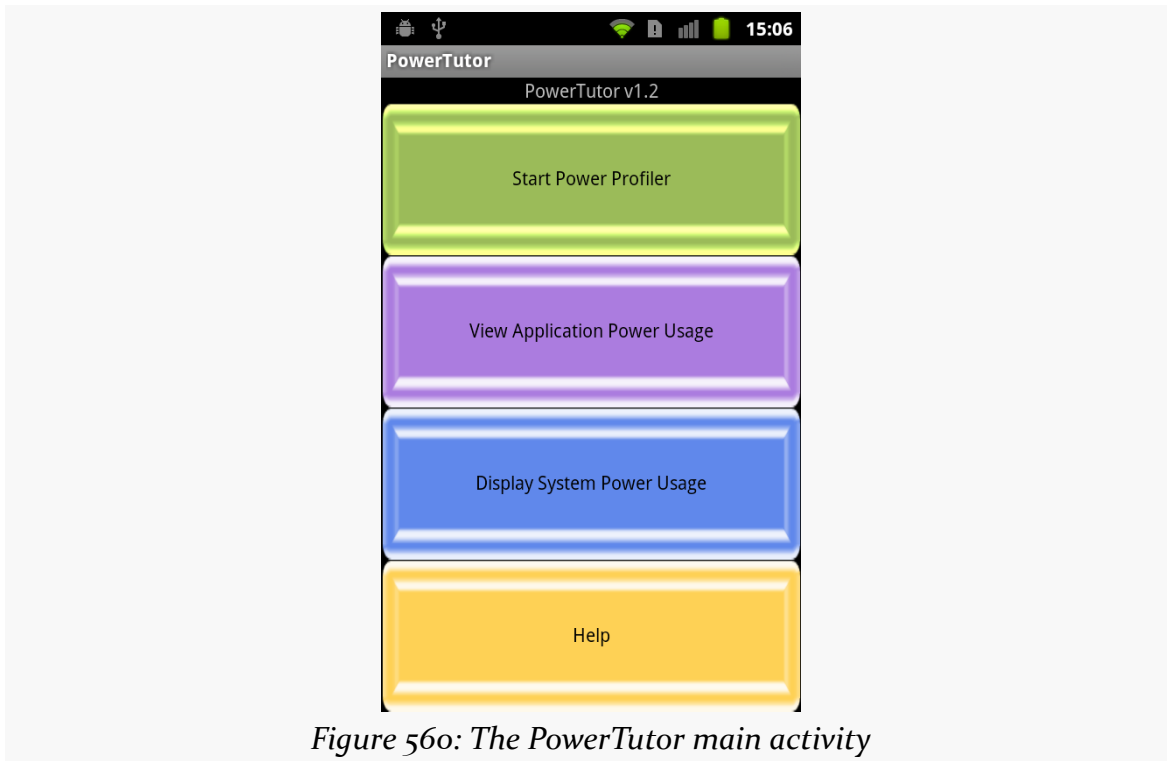 15:06
PowerTutor
PowerTutor v1.2
Start Power Profiler
View Application Power Usage
Display System Power Usage
Help
Figure 560: The PowerTutor main activity